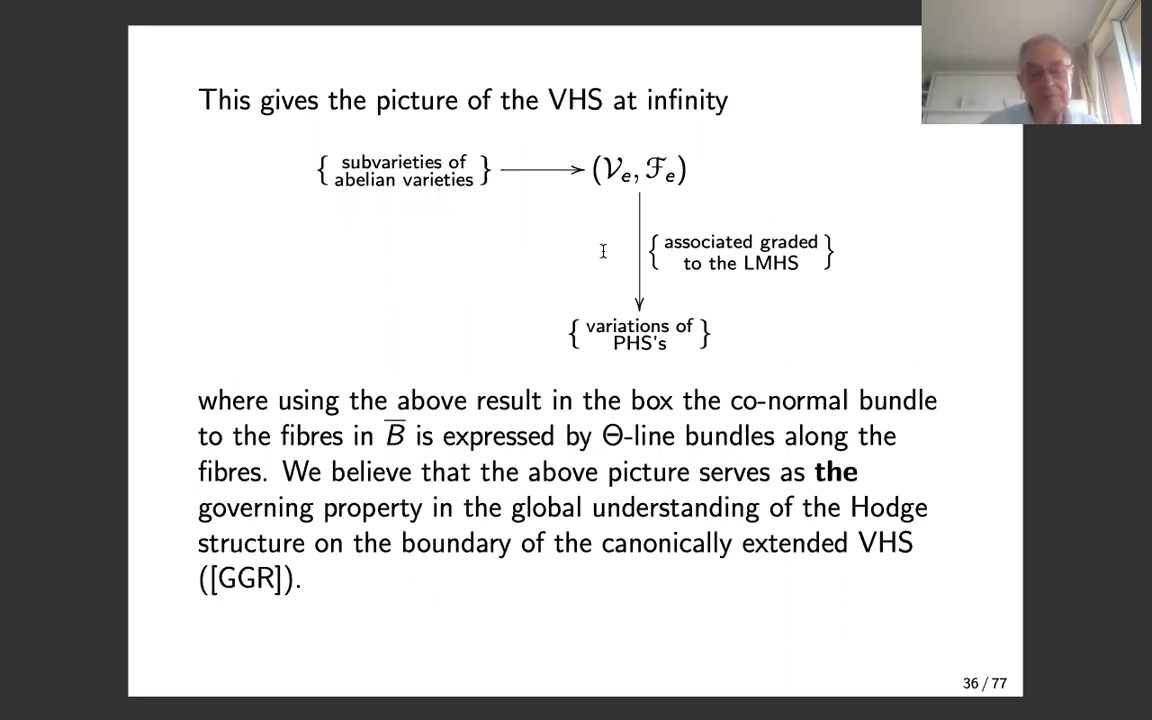 This gives the picture of the VHS at infinity
{ subvarieties of abelian varieties } ⟶ (𝒱ₑ, ℱₑ)
{ associated graded to the LMHS }
{ variations of PHS's }
where using the above result in the box the co-normal bundle
to the fibres in B̅ is expressed by Θ-line bundles along the
fibres. We believe that the above picture serves as the
governing property in the global understanding of the Hodge
structure on the boundary of the canonically extended VHS
([GGR]).
36 / 77